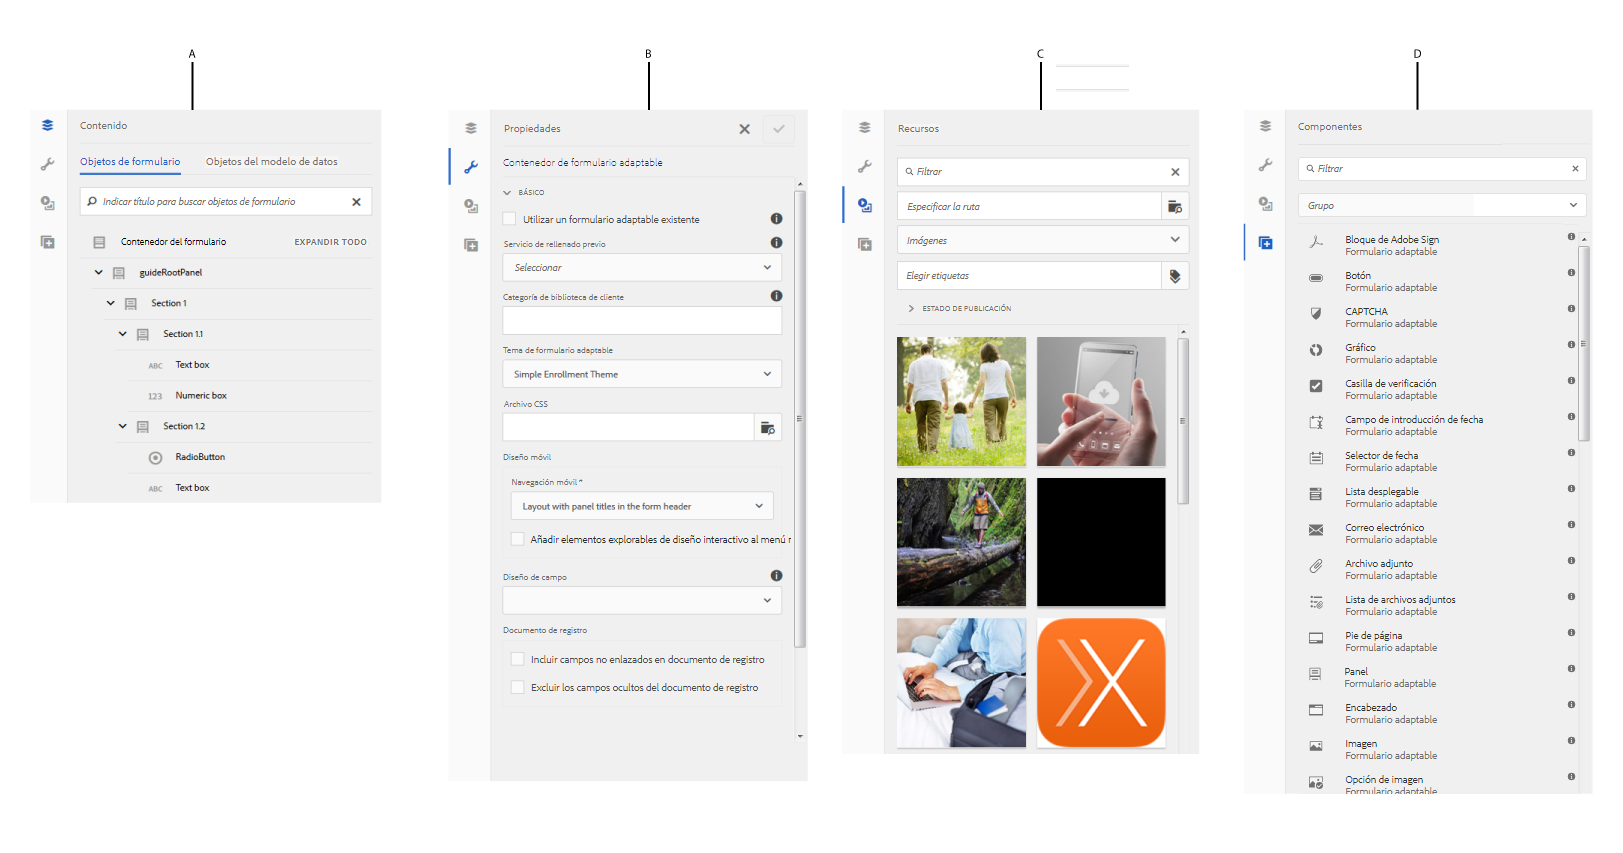 A
Contenido
Objetos de formulario
Objetos del modelo de datos
Indicar título para buscar objetos de formulario
Contenedor del formulario
EXPANDIR TODO
guideRootPanel
Section 1
Section 1.1
ABC Text box
123 Numeric box
Section 1.2
RadioButton
ABC Text box
B
Propiedades
Contenedor de formulario adaptable
BÁSICO
Utilizar un formulario adaptable existente
Servicio de rellenado previo
Seleccionar
Categoría de biblioteca de cliente
Tema de formulario adaptable
Simple Enrollment Theme
Archivo CSS
Diseño móvil
Navegación móvil *
Layout with panel titles in the form header
Añadir elementos explorables de diseño interactivo al menú
Diseño de campo
Documento de registro
Incluir campos no enlazados en documento de registro
Excluir los campos ocultos del documento de registro
C
Recursos
Filtrar
Especificar la ruta
Imágenes
Elegir etiquetas
ESTADO DE PUBLICACIÓN
D
Componentes
Filtrar
Grupo
Bloque de Adobe Sign
Formulario adaptable
Botón
Formulario adaptable
CAPTCHA
Formulario adaptable
Gráfico
Formulario adaptable
Casilla de verificación
Formulario adaptable
Campo de introducción de fecha
Formulario adaptable
Selector de fecha
Formulario adaptable
Lista desplegable
Formulario adaptable
Correo electrónico
Formulario adaptable
Archivo adjunto
Formulario adaptable
Lista de archivos adjuntos
Formulario adaptable
Pie de página
Formulario adaptable
Panel
Formulario adaptable
Encabezado
Formulario adaptable
Imagen
Formulario adaptable
Opción de imagen
Formulario adaptable